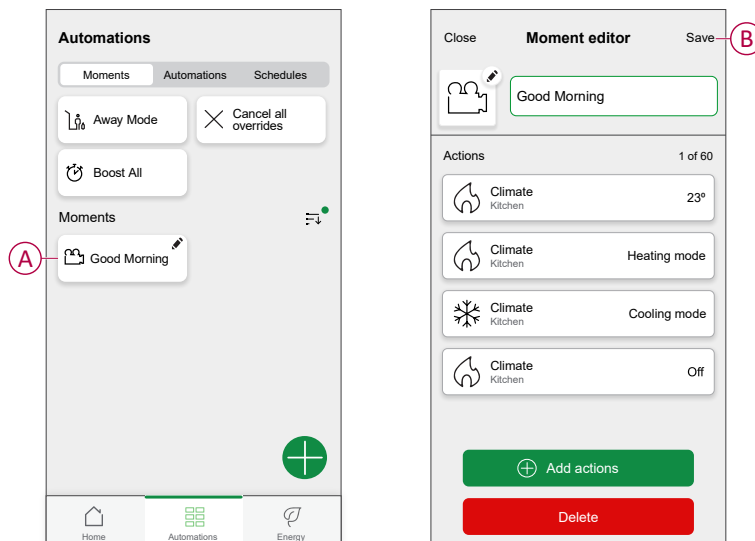 Automations
Moments Automations Schedules
Away Mode
Cancel all
overrides
Boost All
Moments
A
Good Morning
Home Automations Energy
Close Moment editor Save
B
Good Morning
Actions 1 of 60
Climate
Kitchen
23º
Climate
Kitchen
Heating mode
Climate
Kitchen
Cooling mode
Climate
Kitchen
Off
Add actions
Delete